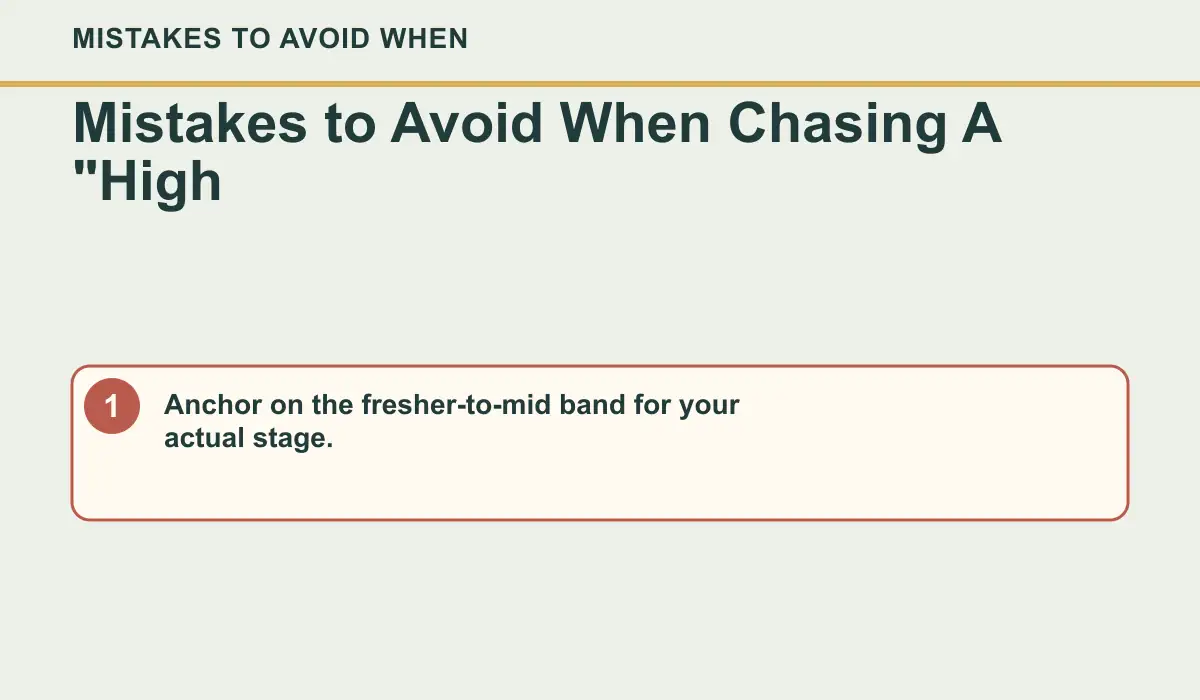 MISTAKES TO AVOID WHEN
Mistakes to Avoid When Chasing A
"High
1
Anchor on the fresher-to-mid band for your
actual stage.